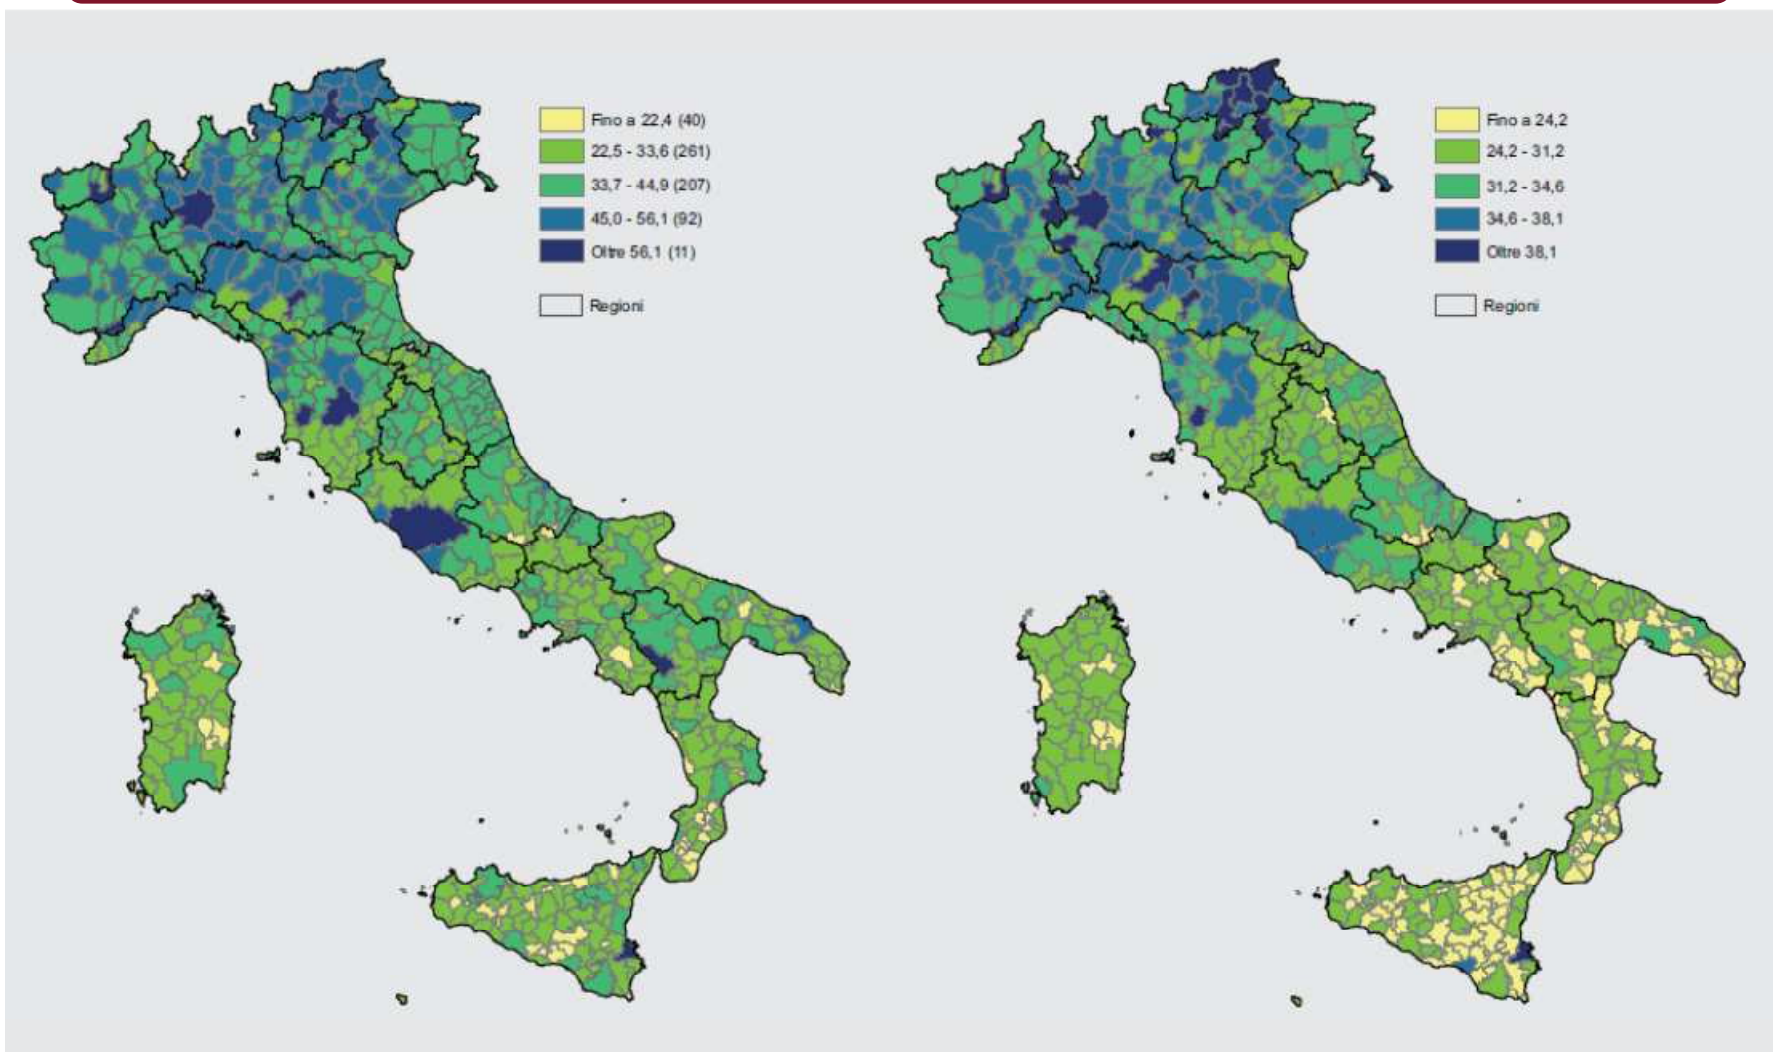 Fino a 22,4 (40)
22,5 - 33,6 (261)
33,7 - 44,9 (207)
45,0 - 56,1 (92)
Oltre 56,1 (11)
Regioni
Fino a 24,2
24,2 - 31,2
31,2 - 34,6
34,6 - 38,1
Oltre 38,1
Regioni